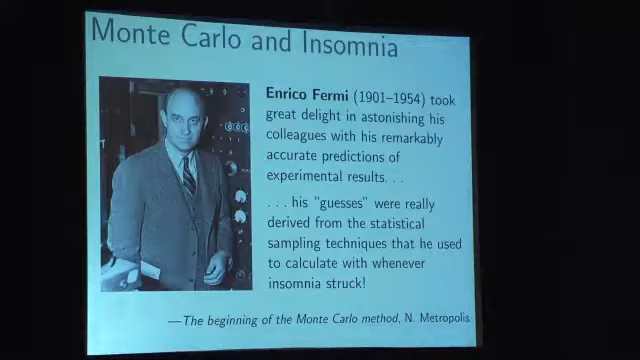 Monte Carlo and Insomnia
Enrico Fermi (1901–1954) took
great delight in astonishing his
colleagues with his remarkably
accurate predictions of
experimental results. . .
. . . his "guesses" were really
derived from the statistical
sampling techniques that he used
to calculate with whenever
insomnia struck!
—The beginning of the Monte Carlo method, N. Metropolis